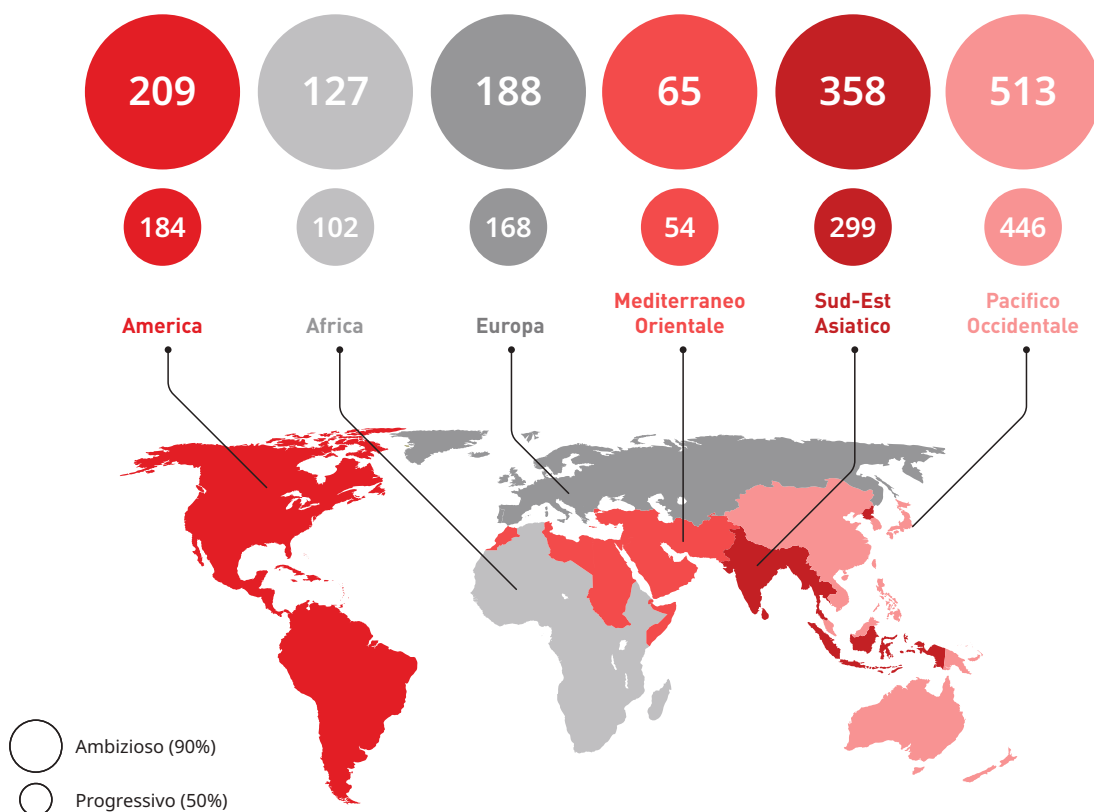 209 127 188 65 358 513
184 102 168 54 299 446
America
Africa
Europa
Mediterraneo
Orientale
Sud-Est
Asiatico
Pacifico
Occidentale
Ambizioso (90%)
Progressivo (50%)